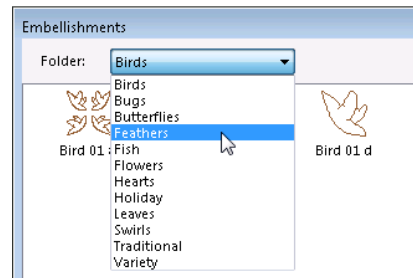 Embellishments
Folder: Birds
Birds
Bugs
Butterflies
Feathers
Fish
Flowers
Hearts
Holiday
Leaves
Swirls
Traditional
Variety
Bird 01
Bird 01 d